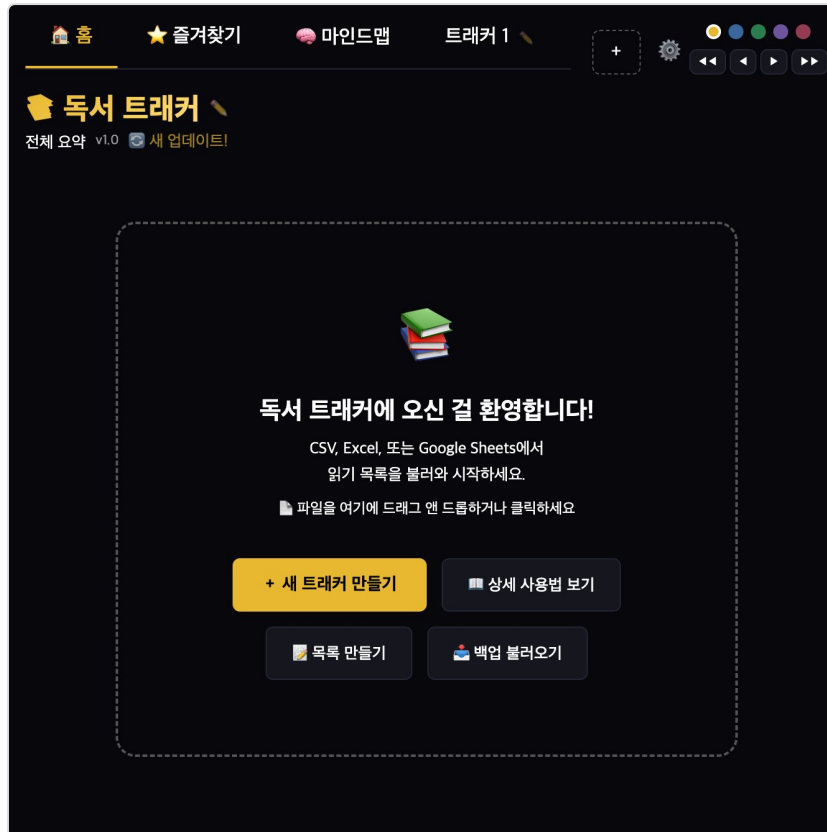 홈
즐겨찾기
마인드맵
트래커 1
+
독서 트래커
전체 요약 v1.0 새 업데이트!
독서 트래커에 오신 걸 환영합니다!
CSV, Excel, 또는 Google Sheets에서
읽기 목록을 불러와 시작하세요.
파일을 여기에 드래그 앤 드롭하거나 클릭하세요
+ 새 트래커 만들기
상세 사용법 보기
목록 만들기
백업 불러오기